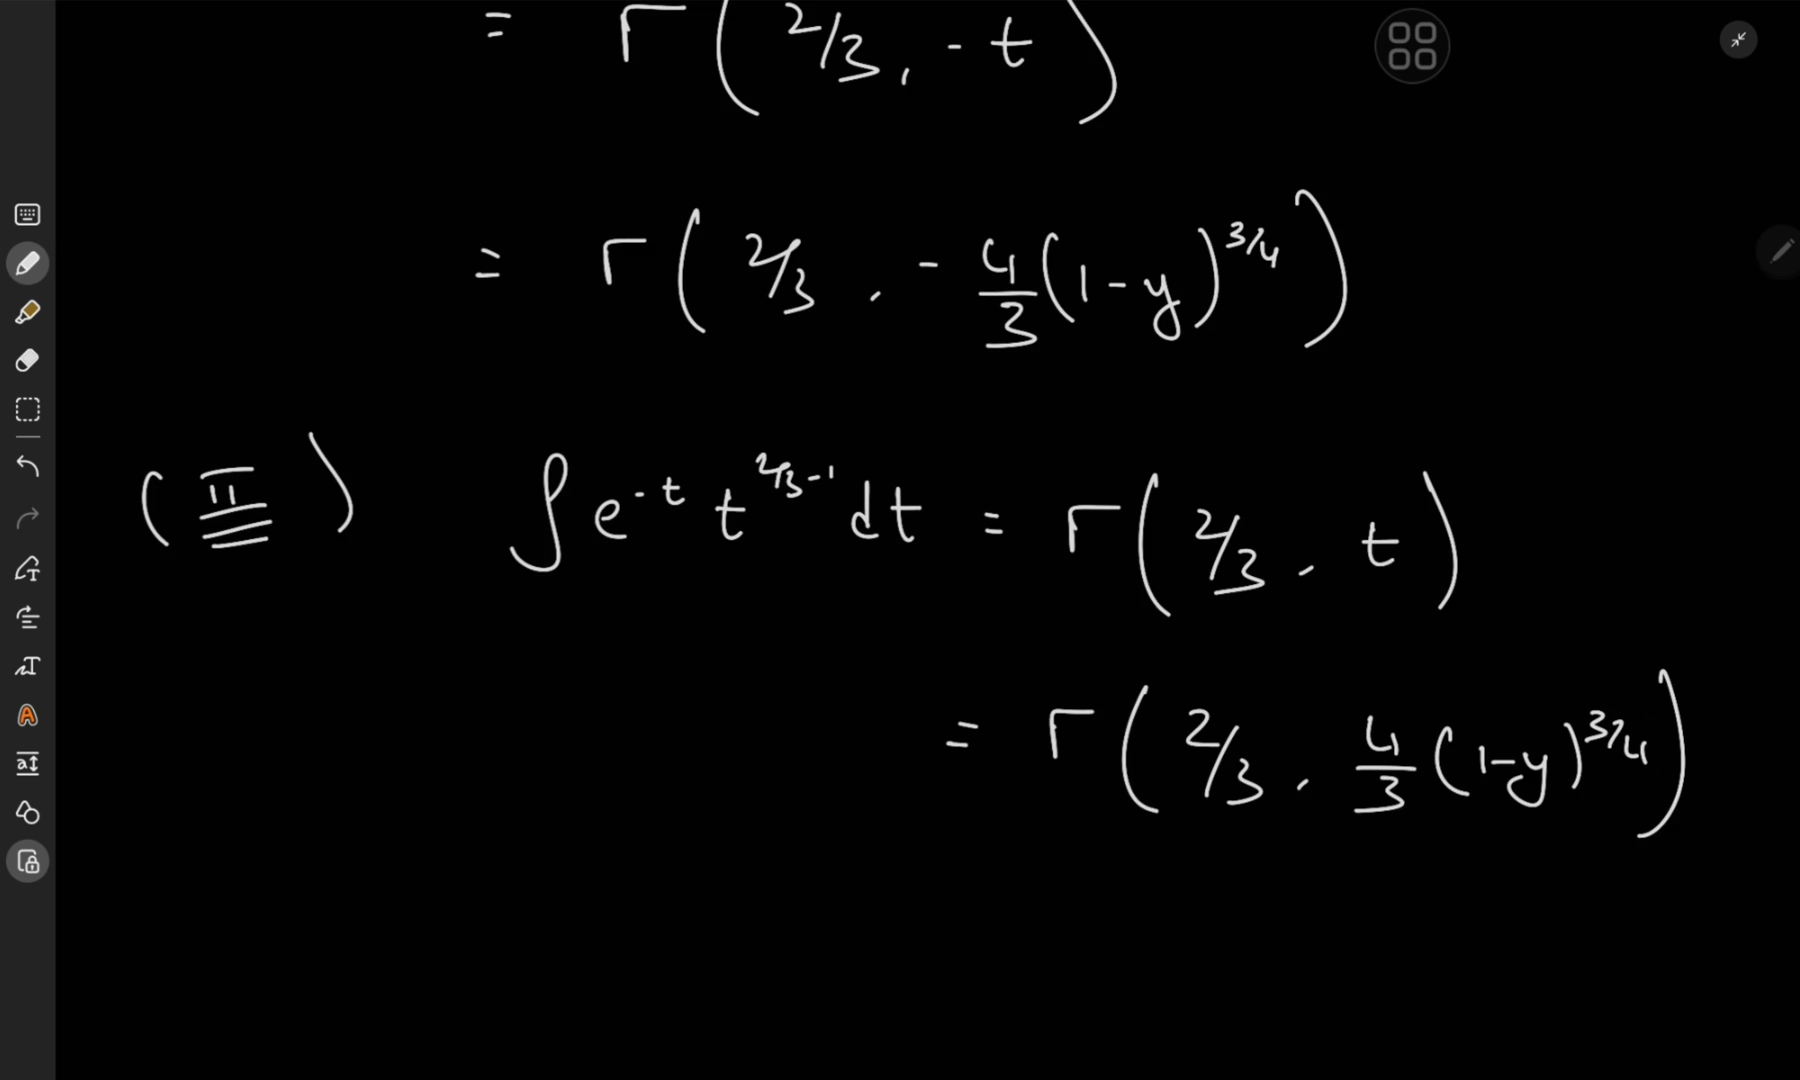 = Γ(2/3, -t)
= Γ(2/3, -4/3(1-y)^3/4)
(II) ∫e^-t t^2/3-1 dt = Γ(2/3, t)
= Γ(2/3, 4/3(1-y)^3/4)